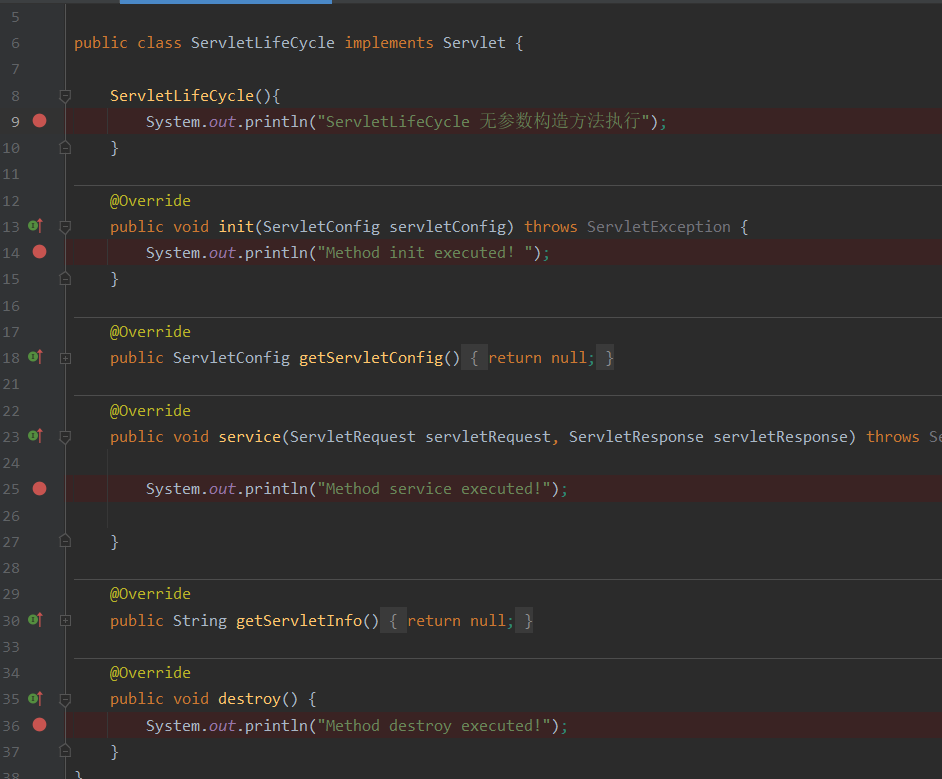 5
6 public class ServletLifeCycle implements Servlet {
7
8 ServletLifeCycle(){
9 System.out.println("ServletLifeCycle 无参数构造方法执行");
10 }
11
12 @Override
13 public void init(ServletConfig servletConfig) throws ServletException {
14 System.out.println("Method init executed! ");
15 }
16
17 @Override
18 public ServletConfig getServletConfig() { return null; }
21
22 @Override
23 public void service(ServletRequest servletRequest, ServletResponse servletResponse) throws
24
25 System.out.println("Method service executed!");
26
27 }
28
29 @Override
30 public String getServletInfo() { return null; }
33
34 @Override
35 public void destroy() {
36 System.out.println("Method destroy executed!");
37 }
38 }